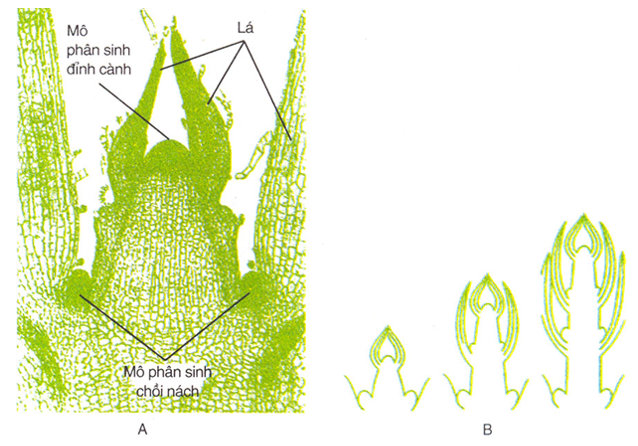 Mô
phân sinh
đỉnh cành
Lá
Mô phân sinh
chồi nách
A
B